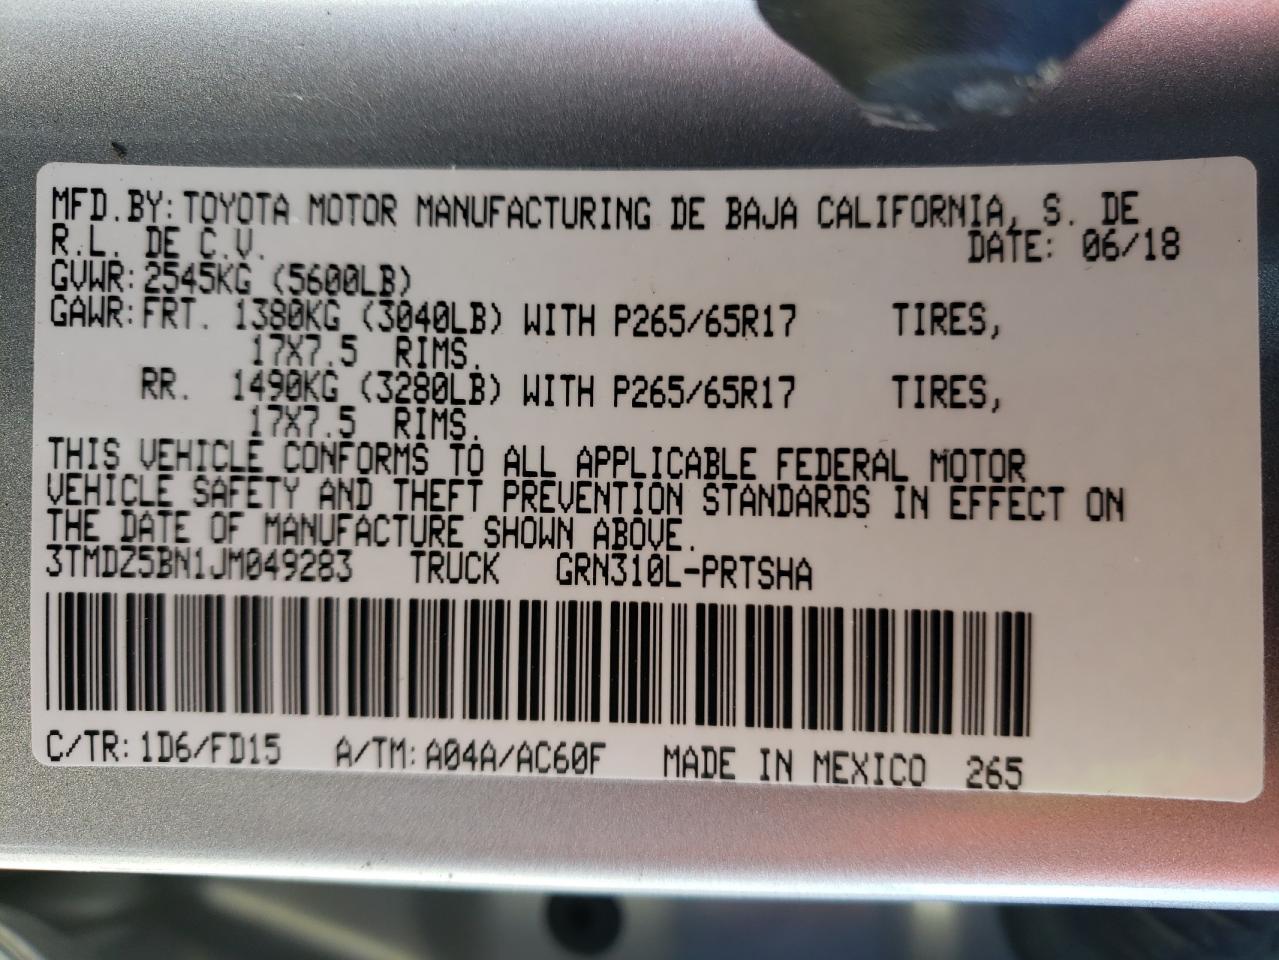 MFD.BY:TOYOTA MOTOR MANUFACTURING DE BAJA CALIFORNIA, S. DE
R.L. DE C.V. DATE: 06/18
GVWR:2545KG (5600LB)
GAWR:FRT. 1380KG (3040LB) WITH P265/65R17 TIRES,
17X7.5 RIMS.
RR. 1490KG (3280LB) WITH P265/65R17 TIRES,
17X7.5 RIMS.
THIS VEHICLE CONFORMS TO ALL APPLICABLE FEDERAL MOTOR
VEHICLE SAFETY AND THEFT PREVENTION STANDARDS IN EFFECT ON
THE DATE OF MANUFACTURE SHOWN ABOVE.
3TMDZ5BN1JM049283 TRUCK GRN310L-PRTSHA
C/TR:1D6/FD15 A/TM:A04A/AC60F MADE IN MEXICO 265